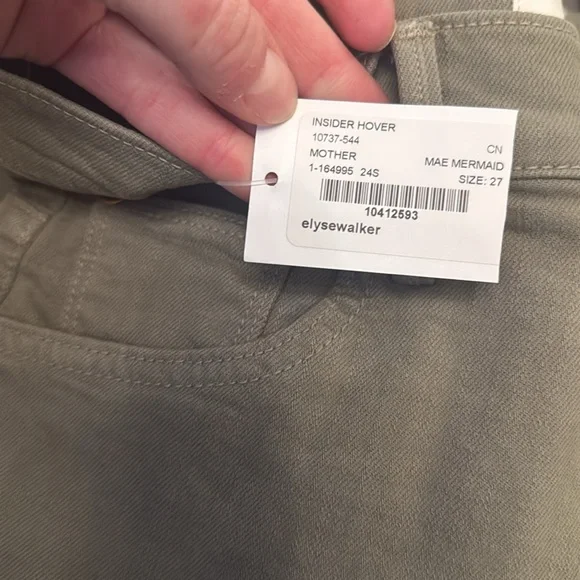 INSIDER HOVER
10737-544
CN
MOTHER
MAE MERMAID
1-164995 24S
SIZE: 27
10412593
elysewalker